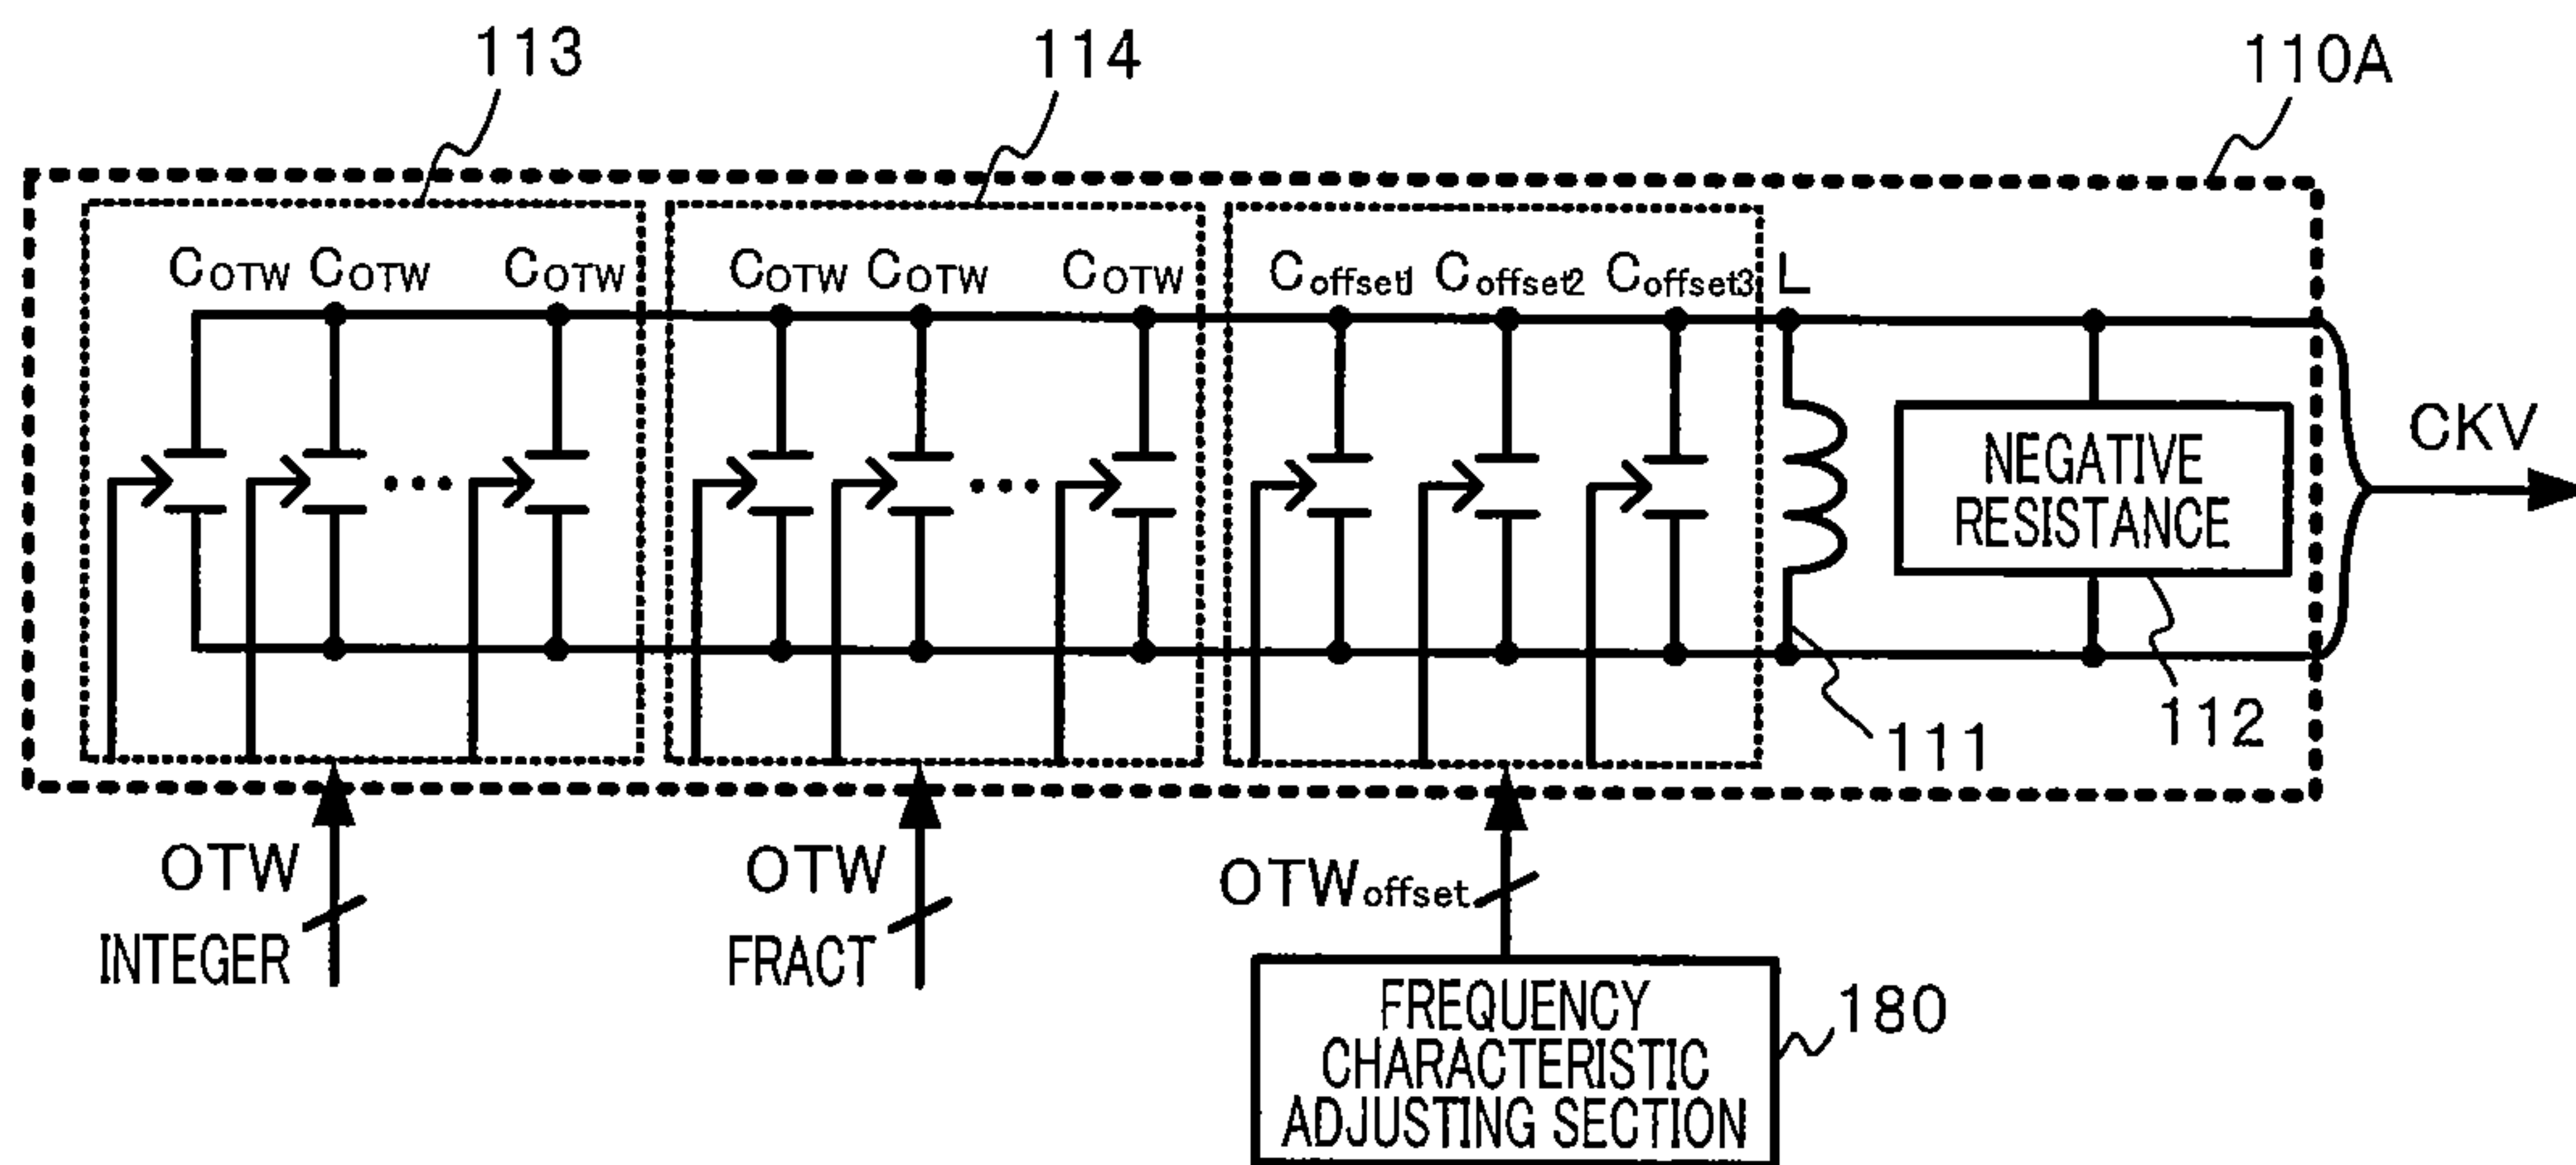 113
114
110A
COTW COTW COTW
COTW COTW COTW
Coffset1 Coffset2 Coffset3 L
NEGATIVE
RESISTANCE
CKV
111
112
OTW
INTEGER
OTW
FRACT
OTWoffset
FREQUENCY
CHARACTERISTIC
ADJUSTING SECTION
180